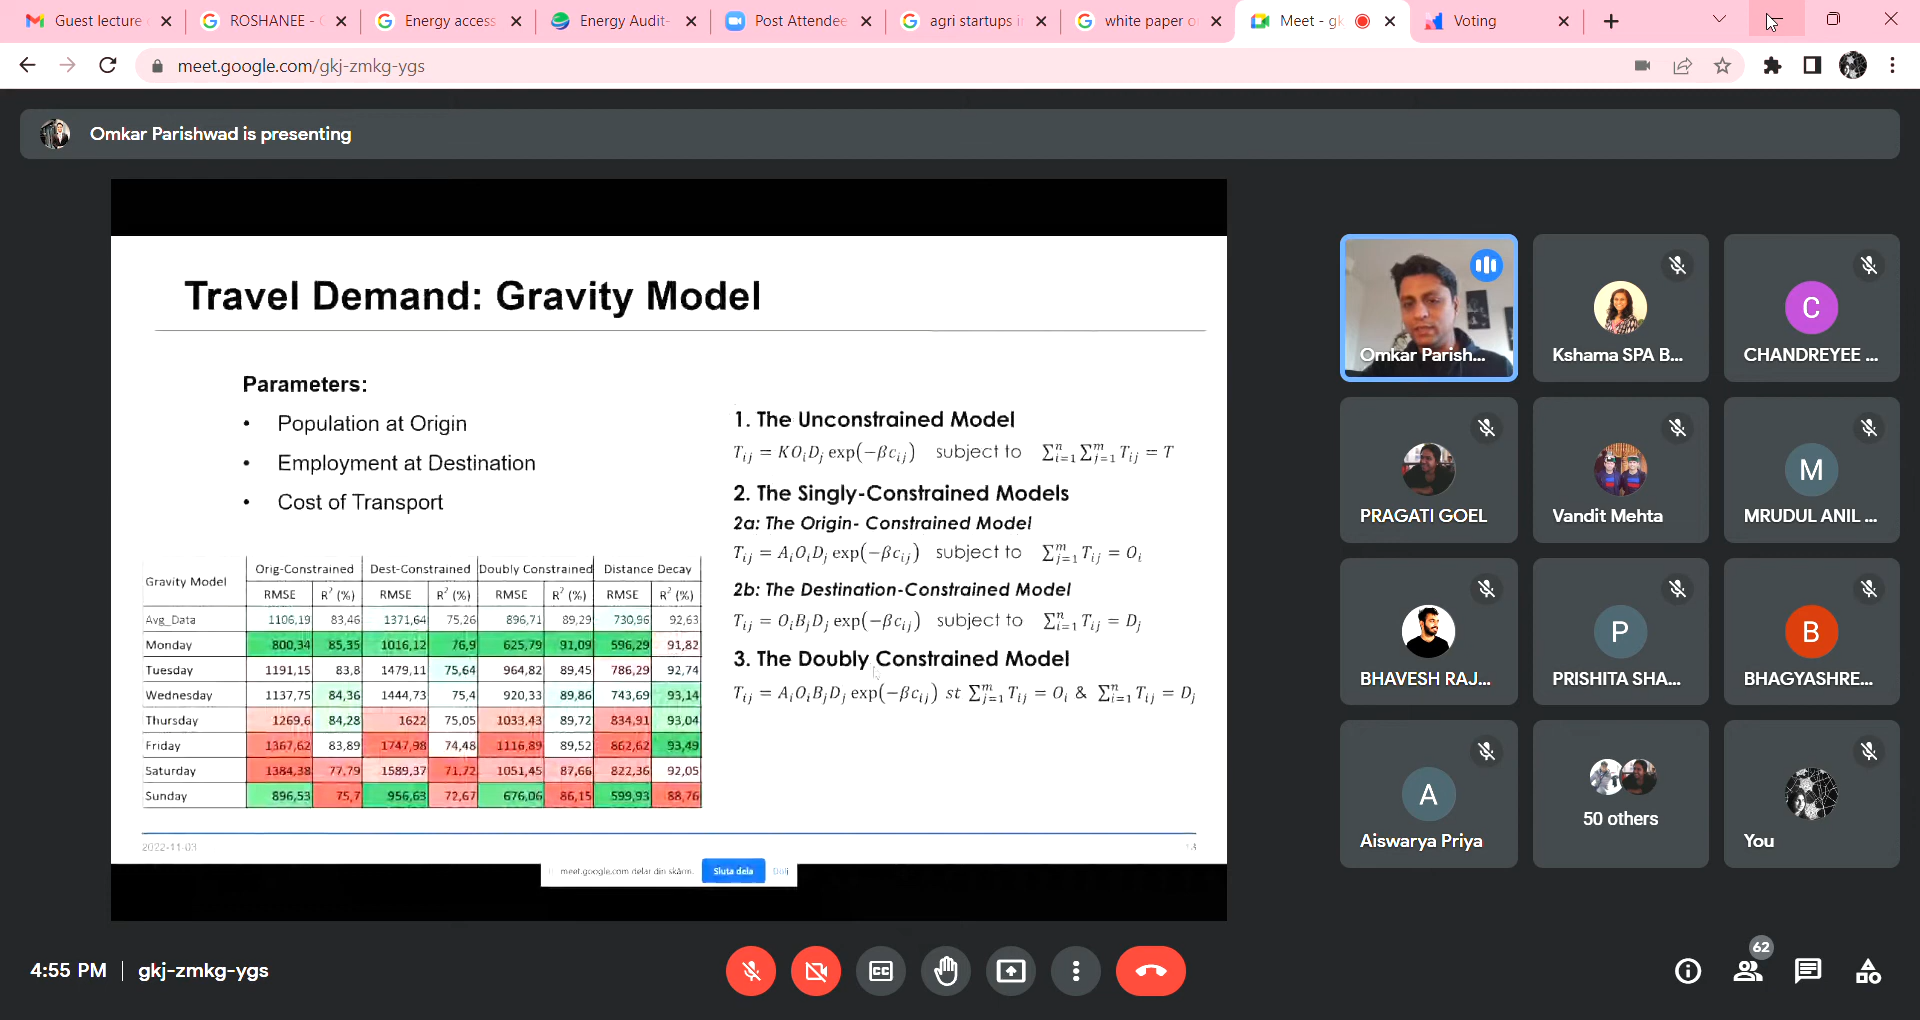 Guest lecture
ROSHANEE -
Energy access
Energy Audit-
Post Attendee
agri startups i
white paper o
Meet - gk
Voting
meet.google.com/gkj-zmkg-ygs
Omkar Parishwad is presenting
Travel Demand: Gravity Model
Parameters:
• Population at Origin
• Employment at Destination
• Cost of Transport
1. The Unconstrained Model
T_ij = KO_iD_j exp(−βc_ij) subject to ∑_{i=1}^n ∑_{j=1}^m T_ij = T
2. The Singly-Constrained Models
2a: The Origin- Constrained Model
T_ij = A_iO_iD_j exp(−βc_ij) subject to ∑_{j=1}^m T_ij = O_i
2b: The Destination-Constrained Model
T_ij = O_iB_jD_j exp(−βc_ij) subject to ∑_{i=1}^n T_ij = D_j
3. The Doubly Constrained Model
T_ij = A_iO_iB_jD_j exp(−βc_ij) st ∑_{j=1}^m T_ij = O_i & ∑_{i=1}^n T_ij = D_j
Gravity Model Orig-Constrained Dest-Constrained Doubly Constrained Distance Decay
RMSE R² (%) RMSE R² (%) RMSE R² (%) RMSE R² (%)
Avg_Data 1106,19 83,46 1371,64 75,26 896,71 89,29 730,96 92,63
Monday 800,34 85,35 1016,12 76,9 625,79 91,09 596,29 91,82
Tuesday 1191,15 83,8 1479,11 75,64 964,82 89,45 786,29 92,74
Wednesday 1137,75 84,36 1444,73 75,4 920,33 89,86 743,69 93,14
Thursday 1269,6 84,28 1622 75,05 1033,43 89,72 834,91 93,04
Friday 1367,62 83,89 1747,98 74,48 1116,89 89,52 862,62 93,49
Saturday 1384,38 77,79 1589,37 71,72 1051,45 87,66 822,36 92,05
Sunday 896,53 75,7 956,63 72,67 676,06 86,15 599,93 88,76
2022-11-03
13
meet.google.com delar din skärm.
Sluta dela
Dölj
Omkar Parish...
Kshama SPA B...
C
CHANDREYEE ...
PRAGATI GOEL
Vandit Mehta
M
MRUDUL ANIL ...
BHAVESH RAJ...
P
PRISHITA SHA...
B
BHAGYASHRE...
A
Aiswarya Priya
50 others
You
4:55 PM | gkj-zmkg-ygs
CC
62